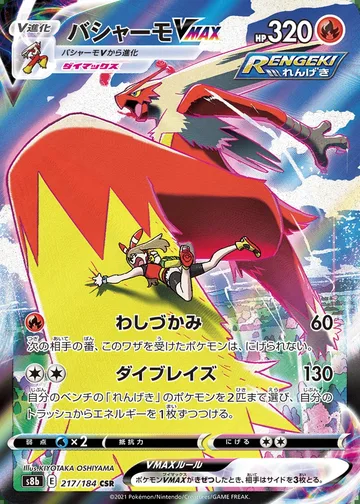 V進化
バシャーモVMAX
HP320
バシャーモVから進化
ダイマックス
RENGEKI
れんげき
わしづかみ 60
次の相手の番、このワザを受けたポケモンは、にげられない。
ダイブレイズ 130
自分のベンチの「れんげき」のポケモンを2匹まで選び、自分の
トラッシュからエネルギーを1枚ずつつける。
弱点 ×2 抵抗力 にげる
Illus. KIYOTAKA OSHIYAMA
s8b E 217/184 CSR
VMAXルール
ポケモンVMAXがきぜつしたとき、相手はサイドを3枚とる。
©2021 Pokémon/Nintendo/Creatures/GAME FREAK.